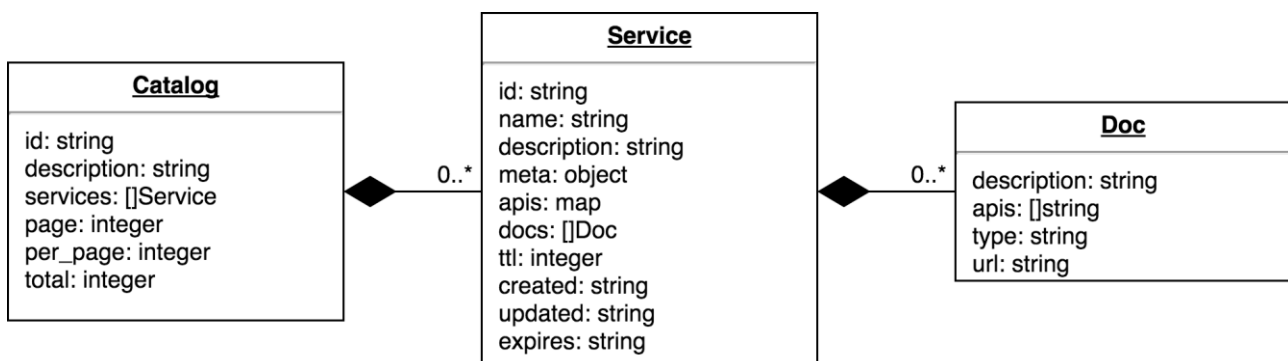 Catalog
id: string
description: string
services: []Service
page: integer
per_page: integer
total: integer
0..*
Service
id: string
name: string
description: string
meta: object
apis: map
docs: []Doc
ttl: integer
created: string
updated: string
expires: string
0..*
Doc
description: string
apis: []string
type: string
url: string